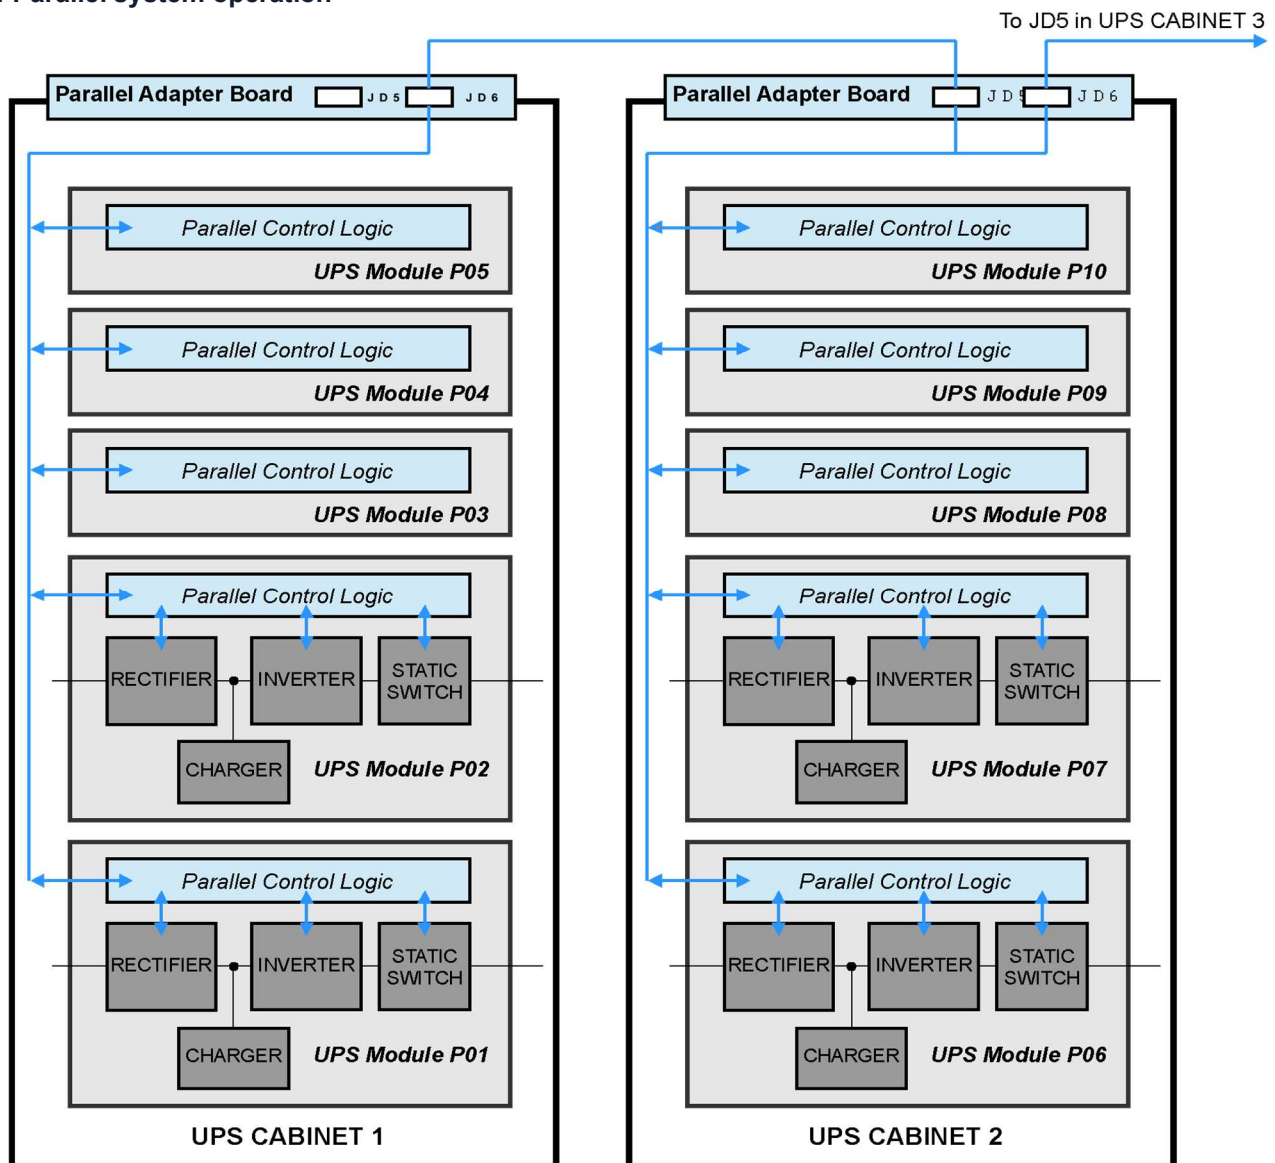 Parallel system operation
To JD5 in UPS CABINET 3
Parallel Adapter Board JD5 JD6
Parallel Control Logic
UPS Module P05
Parallel Control Logic
UPS Module P04
Parallel Control Logic
UPS Module P03
Parallel Control Logic
RECTIFIER INVERTER STATIC
SWITCH
CHARGER UPS Module P02
Parallel Control Logic
RECTIFIER INVERTER STATIC
SWITCH
CHARGER UPS Module P01
UPS CABINET 1
Parallel Adapter Board JD5 JD6
Parallel Control Logic
UPS Module P10
Parallel Control Logic
UPS Module P09
Parallel Control Logic
UPS Module P08
Parallel Control Logic
RECTIFIER INVERTER STATIC
SWITCH
CHARGER UPS Module P07
Parallel Control Logic
RECTIFIER INVERTER STATIC
SWITCH
CHARGER UPS Module P06
UPS CABINET 2